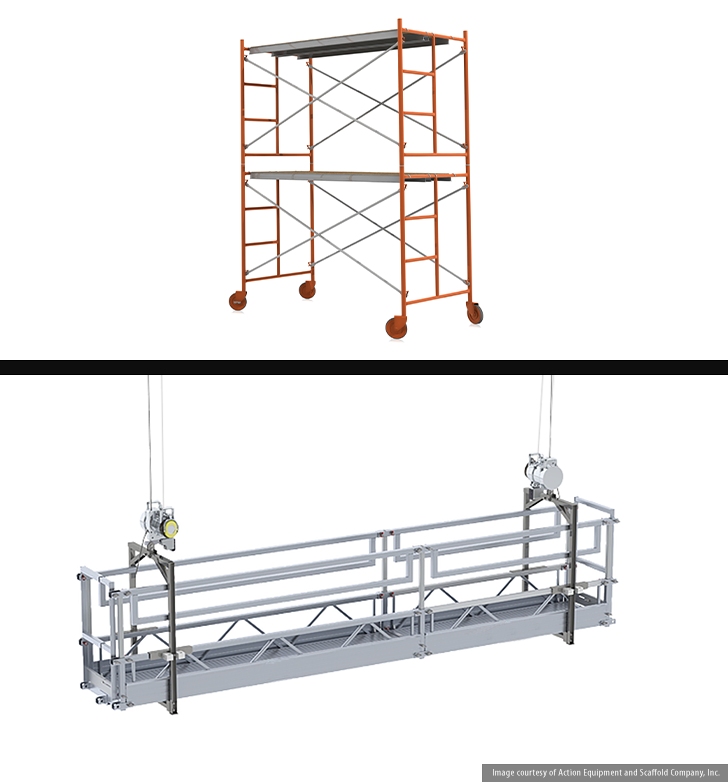 Image courtesy of Action Equipment and Scaffold Company, Inc.